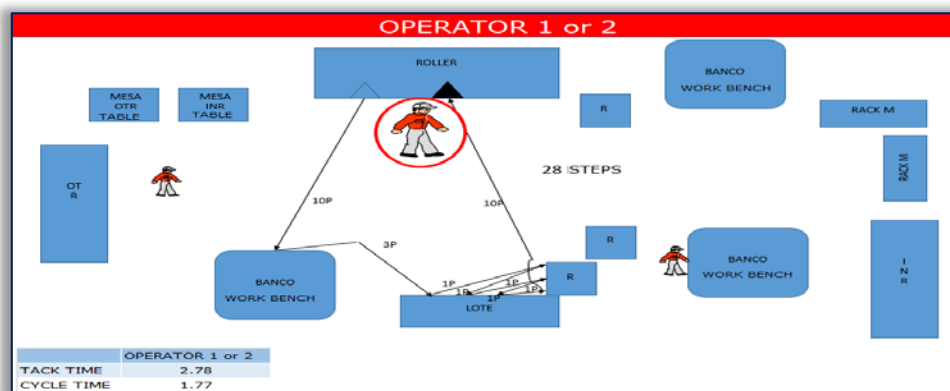 OPERATOR 1 or 2
ROLLER
BANCO
WORK BENCH
MESA
OTR
TABLE
MESA
INR
TABLE
R
RACK M
RACK M
OT
R
28 STEPS
10P
10P
3P
R
R
BANCO
WORK BENCH
BANCO
WORK BENCH
I
N
R
1P
1P
1P
1P
1P
LOTE
OPERATOR 1 or 2
TACK TIME 2.78
CYCLE TIME 1.77